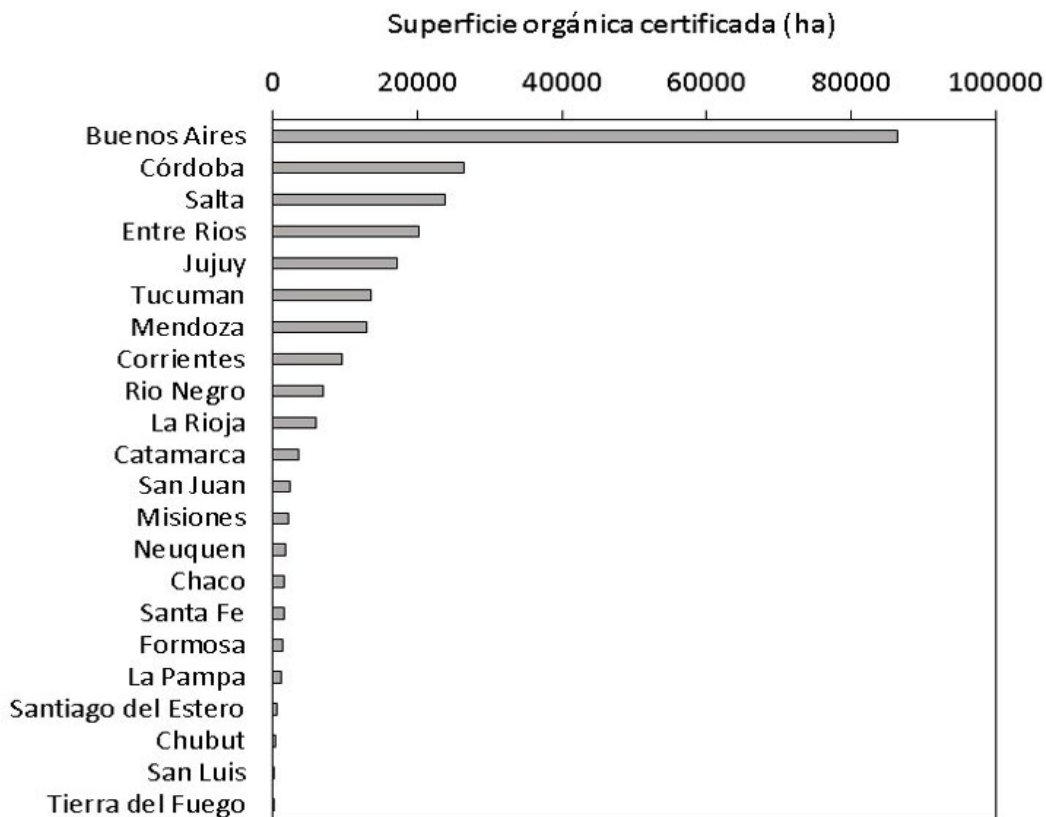 Superficie orgánica certificada (ha)
0 20000 40000 60000 80000 100000
Buenos Aires
Córdoba
Salta
Entre Rios
Jujuy
Tucuman
Mendoza
Corrientes
Rio Negro
La Rioja
Catamarca
San Juan
Misiones
Neuquen
Chaco
Santa Fe
Formosa
La Pampa
Santiago del Estero
Chubut
San Luis
Tierra del Fuego